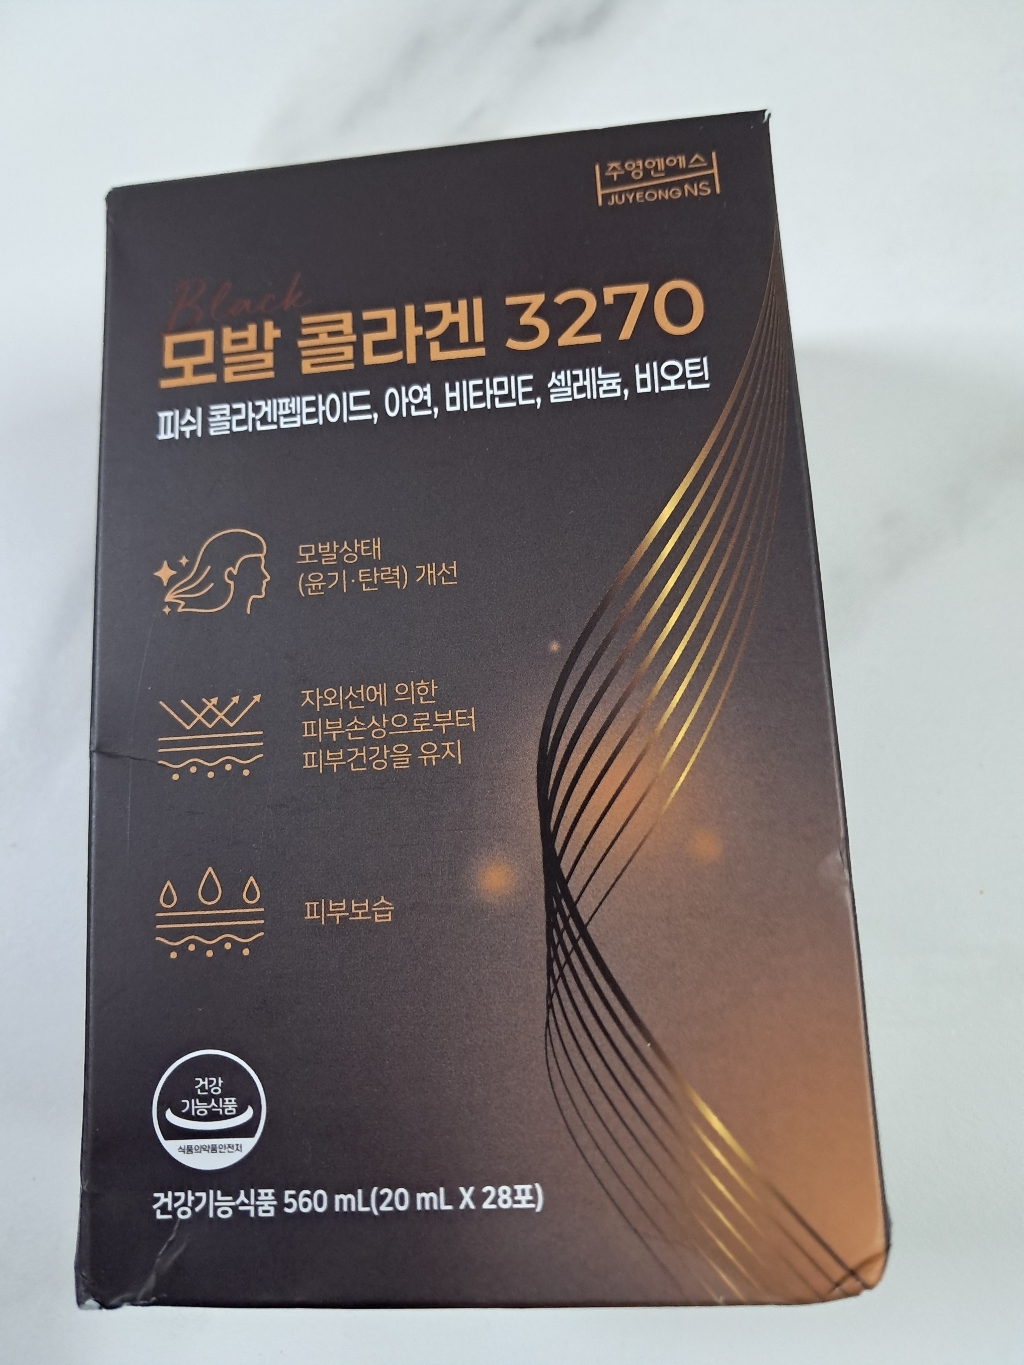 주영엔에스
JUYEONG NS
Black
모발 콜라겐 3270
피쉬 콜라겐펩타이드, 아연, 비타민E, 셀레늄, 비오틴
모발상태
(윤기·탄력) 개선
자외선에 의한
피부손상으로부터
피부건강을 유지
피부보습
건강
기능식품
식품의약품안전처
건강기능식품 560 mL(20 mL X 28포)